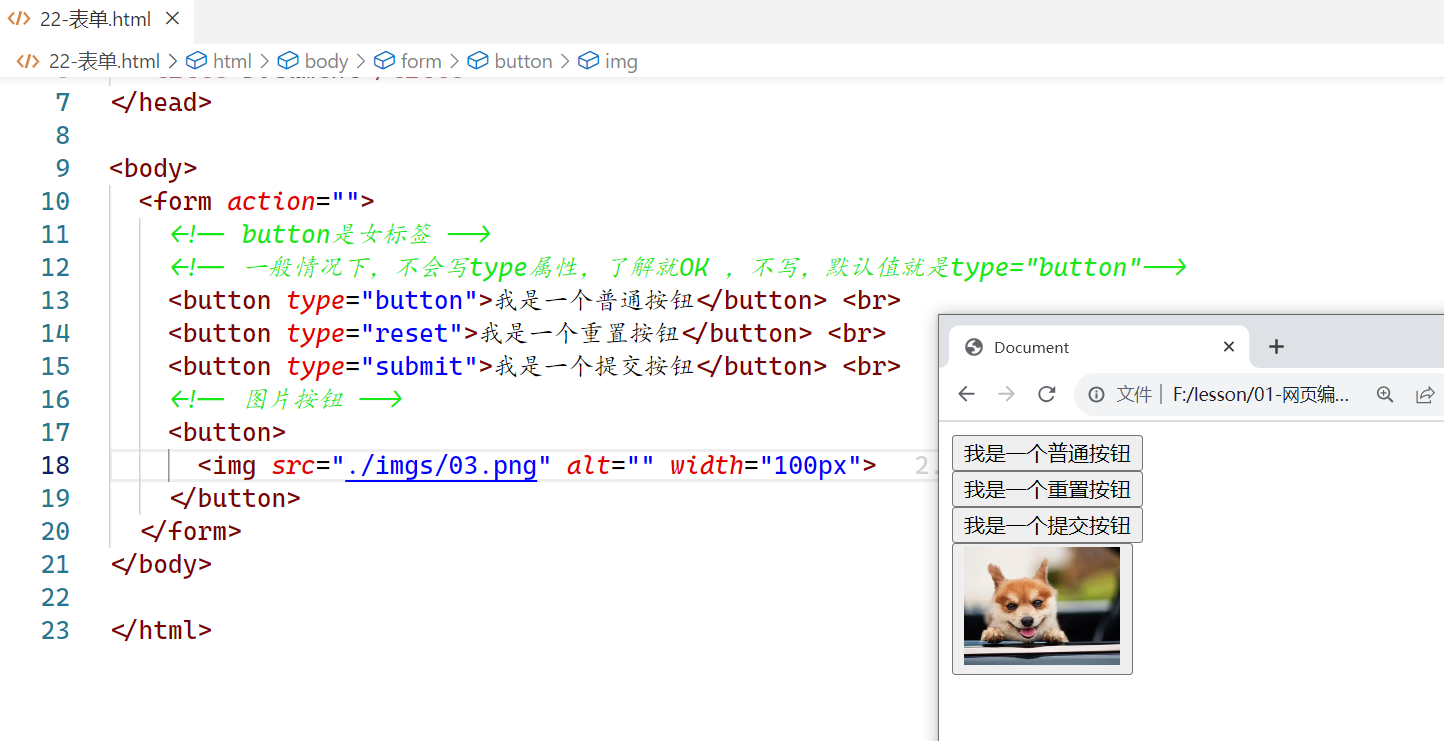 22-表单.html
22-表单.html > html > body > form > button > img
7 </head>
8
9 <body>
10 <form action="">
11 <!-- button是女标签 -->
12 <!-- 一般情况下，不会写type属性，了解就OK ，不写，默认值就是type="button"-->
13 <button type="button">我是一个普通按钮</button> <br>
14 <button type="reset">我是一个重置按钮</button> <br>
15 <button type="submit">我是一个提交按钮</button> <br>
16 <!-- 图片按钮 -->
17 <button>
18 <img src="./imgs/03.png" alt="" width="100px"> 2.
19 </button>
20 </form>
21 </body>
22
23 </html>
Document
文件 | F:/lesson/01-网页编...
我是一个普通按钮
我是一个重置按钮
我是一个提交按钮